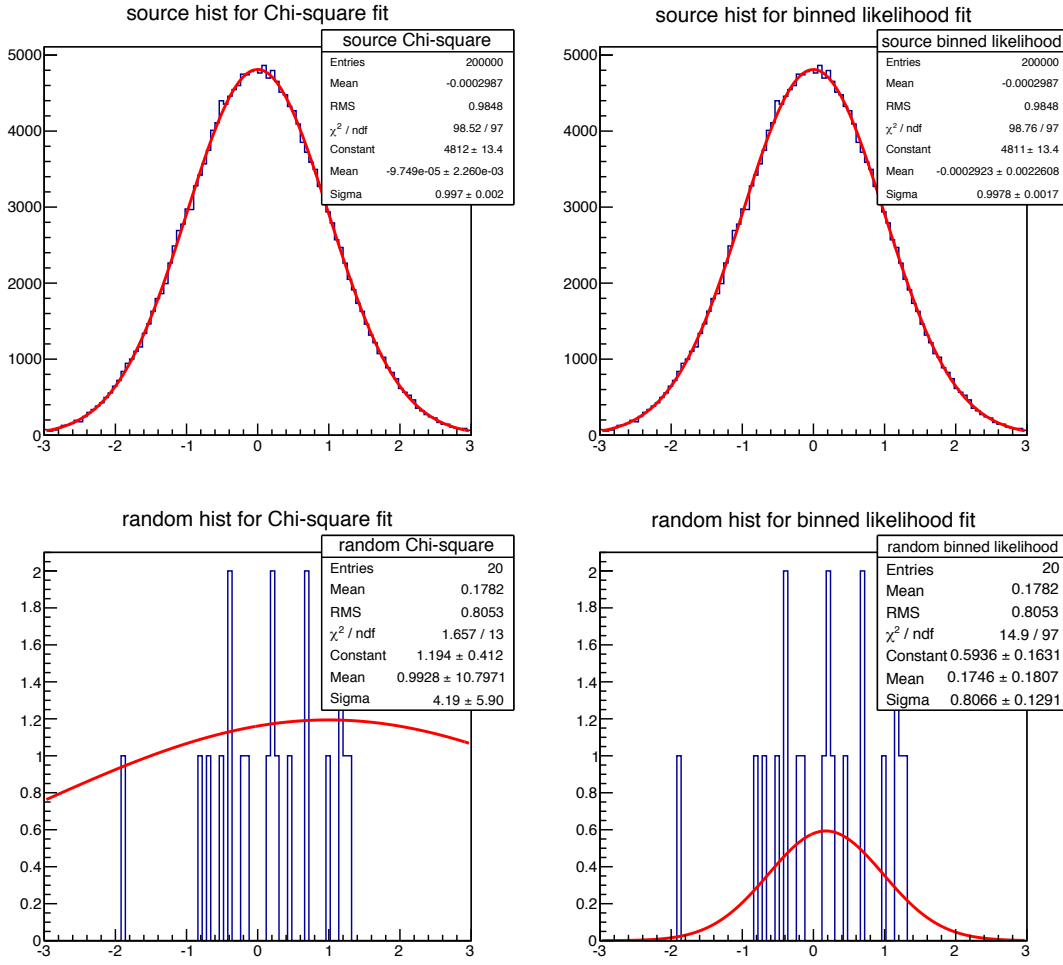 source hist for Chi-square fit
source Chi-square
Entries 200000
Mean -0.0002987
RMS 0.9848
χ² / ndf 98.52 / 97
Constant 4812 ± 13.4
Mean -9.749e-05 ± 2.260e-03
Sigma 0.997 ± 0.002
5000
4000
3000
2000
1000
0
-3 -2 -1 0 1 2 3
source hist for binned likelihood fit
source binned likelihood
Entries 200000
Mean -0.0002987
RMS 0.9848
χ² / ndf 98.76 / 97
Constant 4811 ± 13.4
Mean -0.0002923 ± 0.0022608
Sigma 0.9978 ± 0.0017
5000
4000
3000
2000
1000
0
-3 -2 -1 0 1 2 3
random hist for Chi-square fit
random Chi-square
Entries 20
Mean 0.1782
RMS 0.8053
χ² / ndf 1.657 / 13
Constant 1.194 ± 0.412
Mean 0.9928 ± 10.7971
Sigma 4.19 ± 5.90
2
1.8
1.6
1.4
1.2
1
0.8
0.6
0.4
0.2
0
-3 -2 -1 0 1 2 3
random hist for binned likelihood fit
random binned likelihood
Entries 20
Mean 0.1782
RMS 0.8053
χ² / ndf 14.9 / 97
Constant 0.5936 ± 0.1631
Mean 0.1746 ± 0.1807
Sigma 0.8066 ± 0.1291
2
1.8
1.6
1.4
1.2
1
0.8
0.6
0.4
0.2
0
-3 -2 -1 0 1 2 3